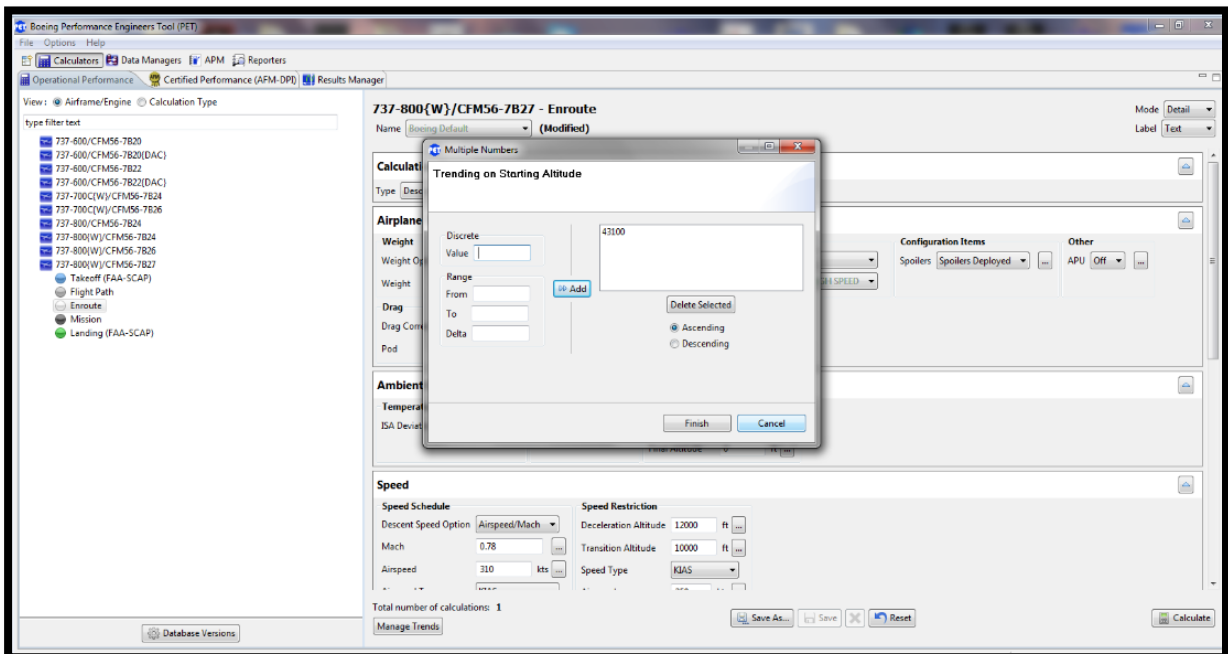 Boeing Performance Engineers Tool (PET)
File Options Help
Calculators Data Managers APM Reporters
Operational Performance Certified Performance (AFM-DPI) Results Manager
View: Airframe/Engine Calculation Type
type filter text
737-600/CFM56-7B20
737-600/CFM56-7B20{DAC}
737-600/CFM56-7B22
737-600/CFM56-7B22{DAC}
737-700C{W}/CFM56-7B24
737-700C{W}/CFM56-7B26
737-800/CFM56-7B24
737-800{W}/CFM56-7B24
737-800{W}/CFM56-7B26
737-800{W}/CFM56-7B27
Takeoff (FAA-SCAP)
Flight Path
Enroute
Mission
Landing (FAA-SCAP)
Database Versions
737-800{W}/CFM56-7B27 - Enroute
Mode Detail
Name Boeing Default (Modified)
Label Text
Multiple Numbers
Trending on Starting Altitude
Discrete
Value
Range
From
To
Delta
Add
43100
Delete Selected
Ascending
Descending
Finish Cancel
Calculati
Type Desc
Airplane
Weight
Weight Op
Weight
Drag
Drag Com
Pod
GH SPEED
Configuration Items
Spoilers Spoilers Deployed ...
Other
APU Off ...
Ambient
Temperat
ISA Deviat
Final Altitude 0 ft ...
Speed
Speed Schedule
Descent Speed Option Airspeed/Mach
Mach 0.78 ...
Airspeed 310 kts ...
Speed Restriction
Deceleration Altitude 12000 ft ...
Transition Altitude 10000 ft ...
Speed Type KIAS
Total number of calculations: 1
Manage Trends
Save As... Save Reset
Calculate